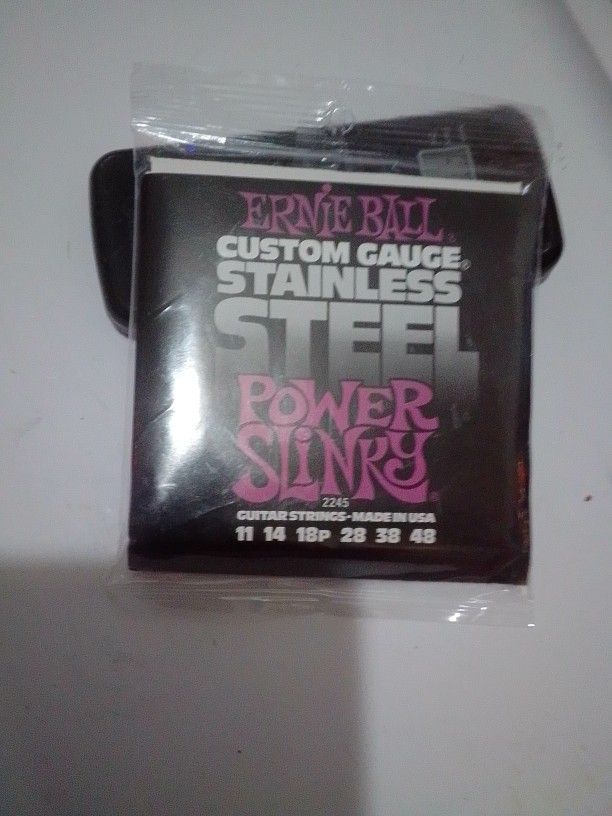 ERNIE BALL®
CUSTOM GAUGE®
STAINLESS
STEEL
POWER
SLINKY®
2245
GUITAR STRINGS-MADE IN USA
11 14 18P 28 38 48